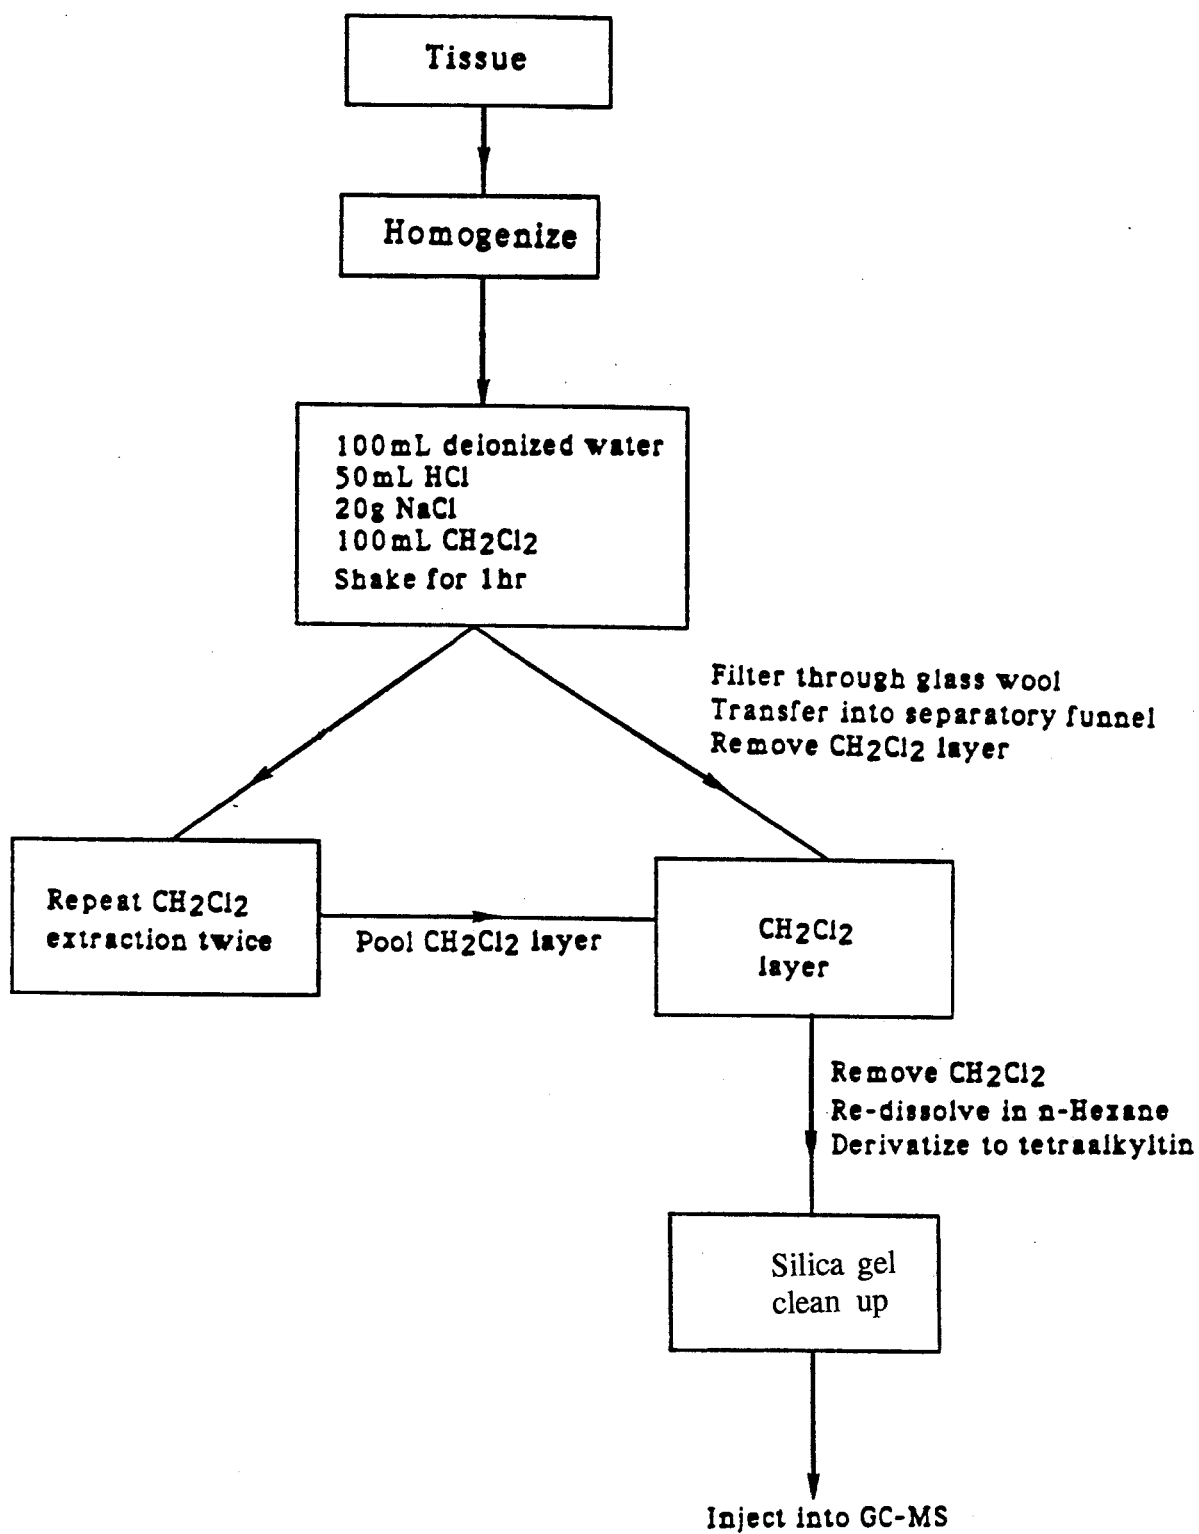 Tissue
Homogenize
100mL deionized water
50mL HCl
20g NaCl
100mL CH2Cl2
Shake for 1hr
Filter through glass wool
Transfer into separatory funnel
Remove CH2Cl2 layer
Repeat CH2Cl2
extraction twice
Pool CH2Cl2 layer
CH2Cl2
layer
Remove CH2Cl2
Re-dissolve in n-Hexane
Derivatize to tetraalkyltin
Silica gel
clean up
Inject into GC-MS